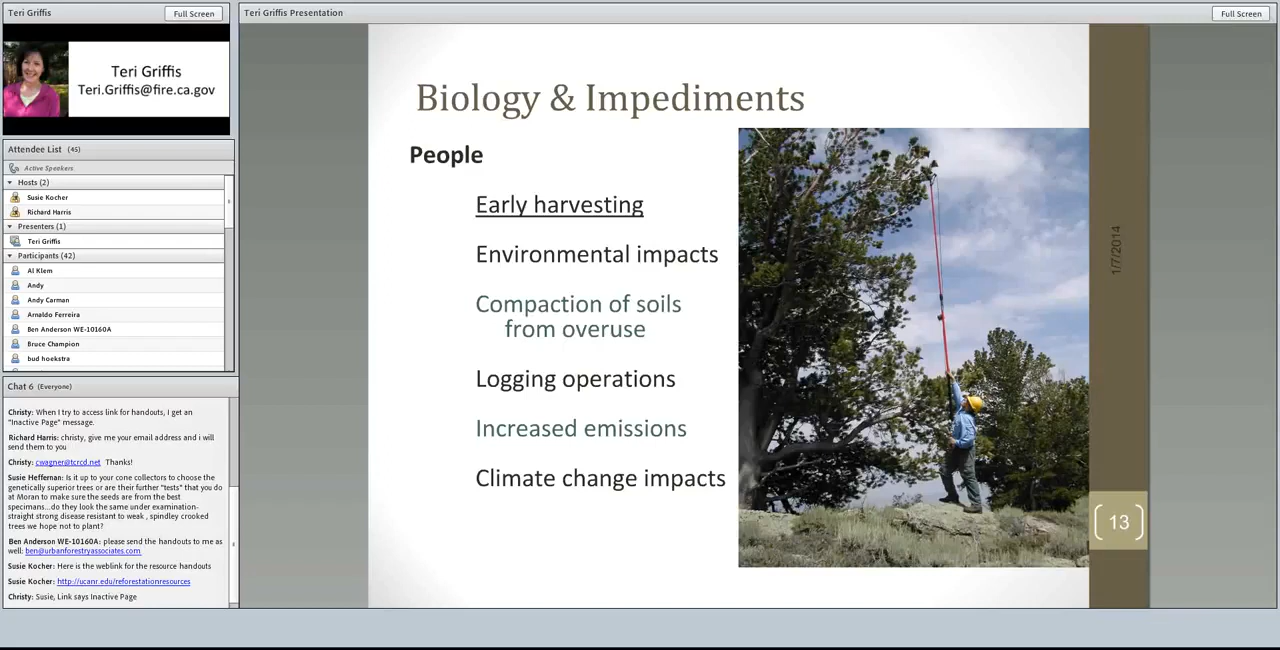 Teri Griffis
Full Screen
Teri Griffis
Teri.Griffis@fire.ca.gov
Attendee List (45)
Active Speakers
Hosts (2)
Susie Kocher
Richard Harris
Presenters (1)
Teri Griffis
Participants (42)
Al Klem
Andy
Andy Carman
Arnaldo Ferreira
Ben Anderson WE-10160A
Bruce Champion
bud hoekstra
Chat 6 (Everyone)
Christy: When I try to access link for handouts, I get an
"Inactive Page" message.
Richard Harris: christy, give me your email address and i will
send them to you
Christy: cwagner@tcrcd.net Thanks!
Susie Heffernan: Is it up to your cone collectors to choose the
genetically superior trees or are their further "tests" that you do
at Moran to make sure the seeds are from the best
specimans...do they look the same under examination-
straight strong disease resistant to weak , spindley crooked
trees we hope not to plant?
Ben Anderson WE-10160A: please send the handouts to me as
well: ben@urbanforestryassociates.com
Susie Kocher: Here is the weblink for the resource handouts
Susie Kocher: http://ucanr.edu/reforestationresources
Christy: Susie, Link says Inactive Page
Teri Griffis Presentation
Full Screen
Biology & Impediments
People
Early harvesting
Environmental impacts
Compaction of soils
from overuse
Logging operations
Increased emissions
Climate change impacts
1/7/2014
13